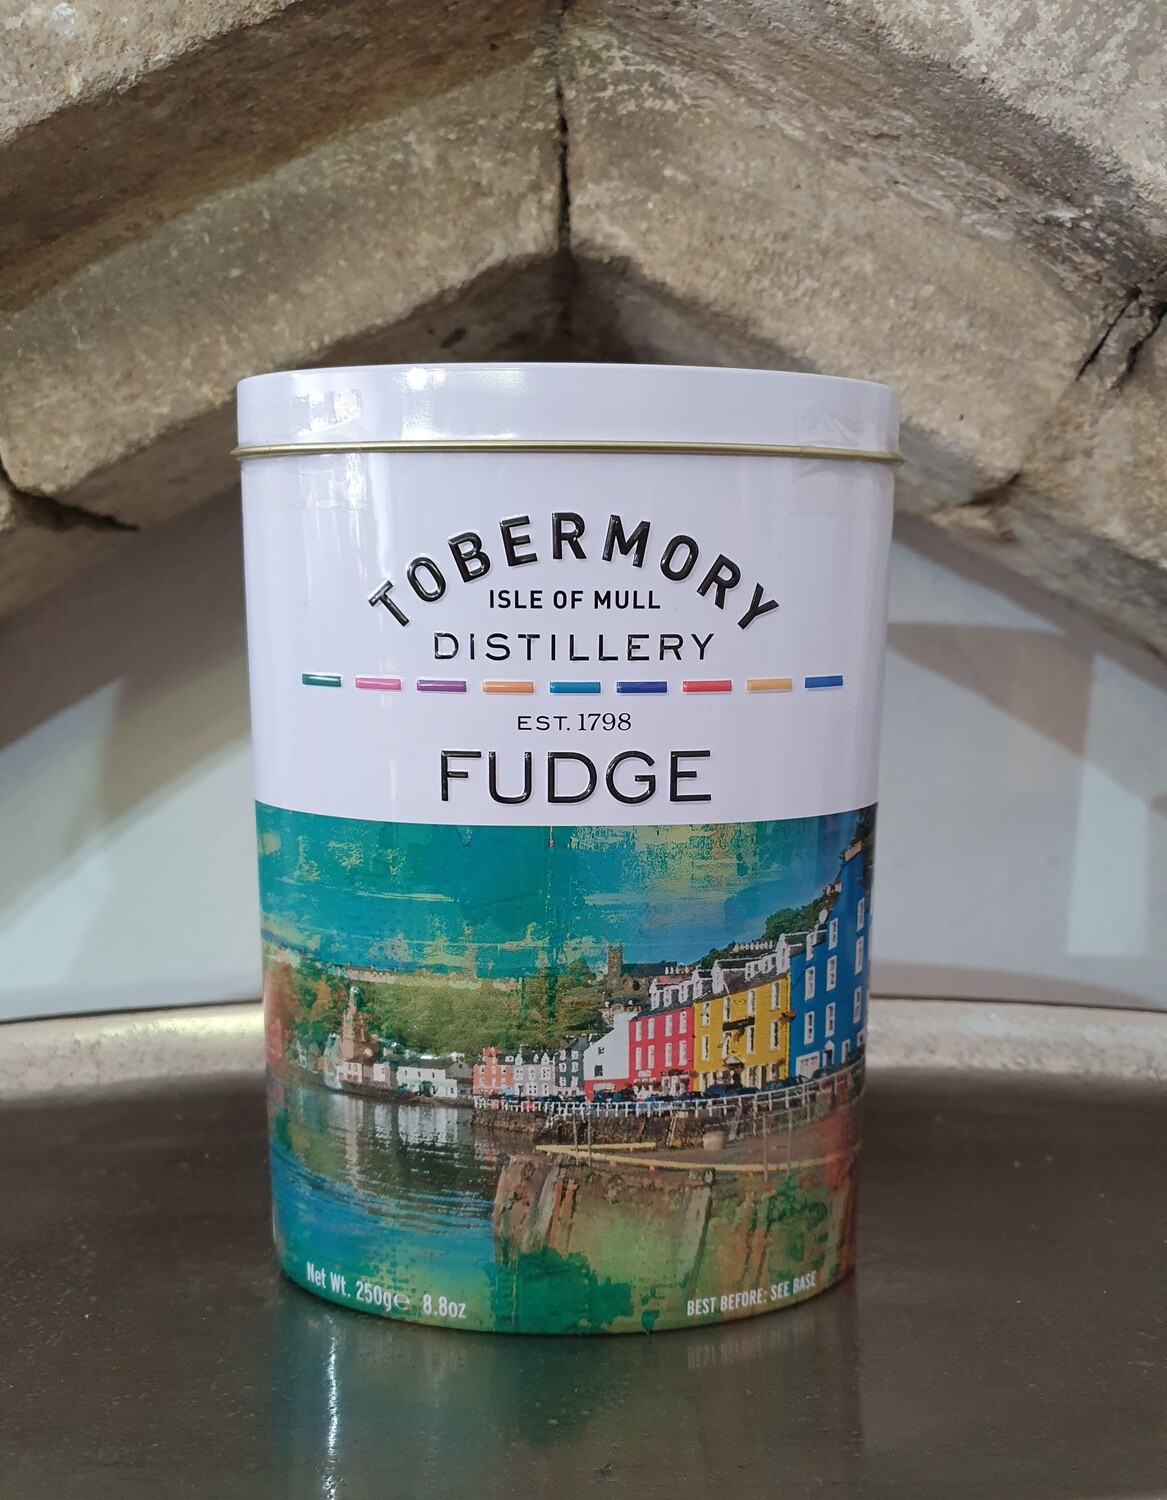 TOBERMORY
ISLE OF MULL
DISTILLERY
EST. 1798
FUDGE
Net Wt. 250g℮ 8.8oz
BEST BEFORE: SEE BASE